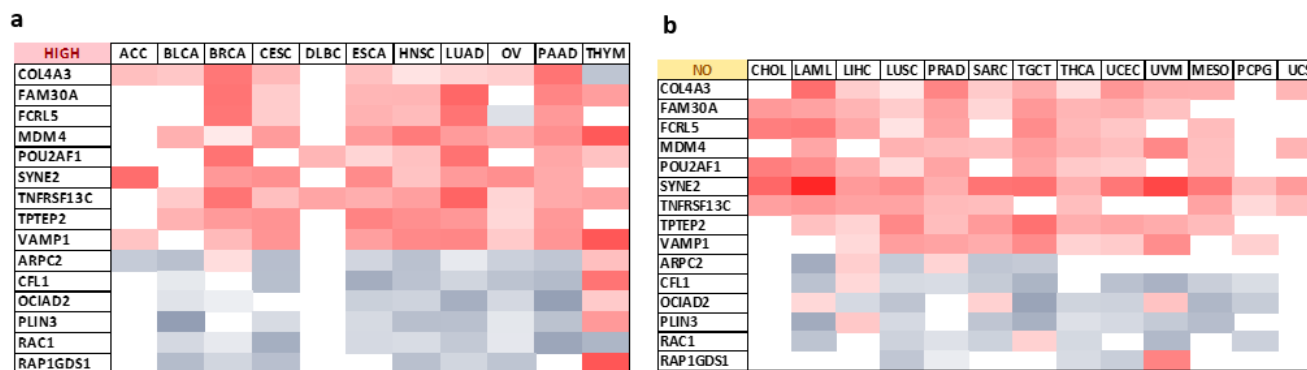 a
HIGH ACC BLCA BRCA CESC DLBC ESCA HNSC LUAD OV PAAD THYM
COL4A3
FAM30A
FCRL5
MDM4
POU2AF1
SYNE2
TNFRSF13C
TPTEP2
VAMP1
ARPC2
CFL1
OCIAD2
PLIN3
RAC1
RAP1GDS1
b
NO CHOL LAML LIHC LUSC PRAD SARC TGCT THCA UCEC UVM MESO PCPG UCS
COL4A3
FAM30A
FCRL5
MDM4
POU2AF1
SYNE2
TNFRSF13C
TPTEP2
VAMP1
ARPC2
CFL1
OCIAD2
PLIN3
RAC1
RAP1GDS1